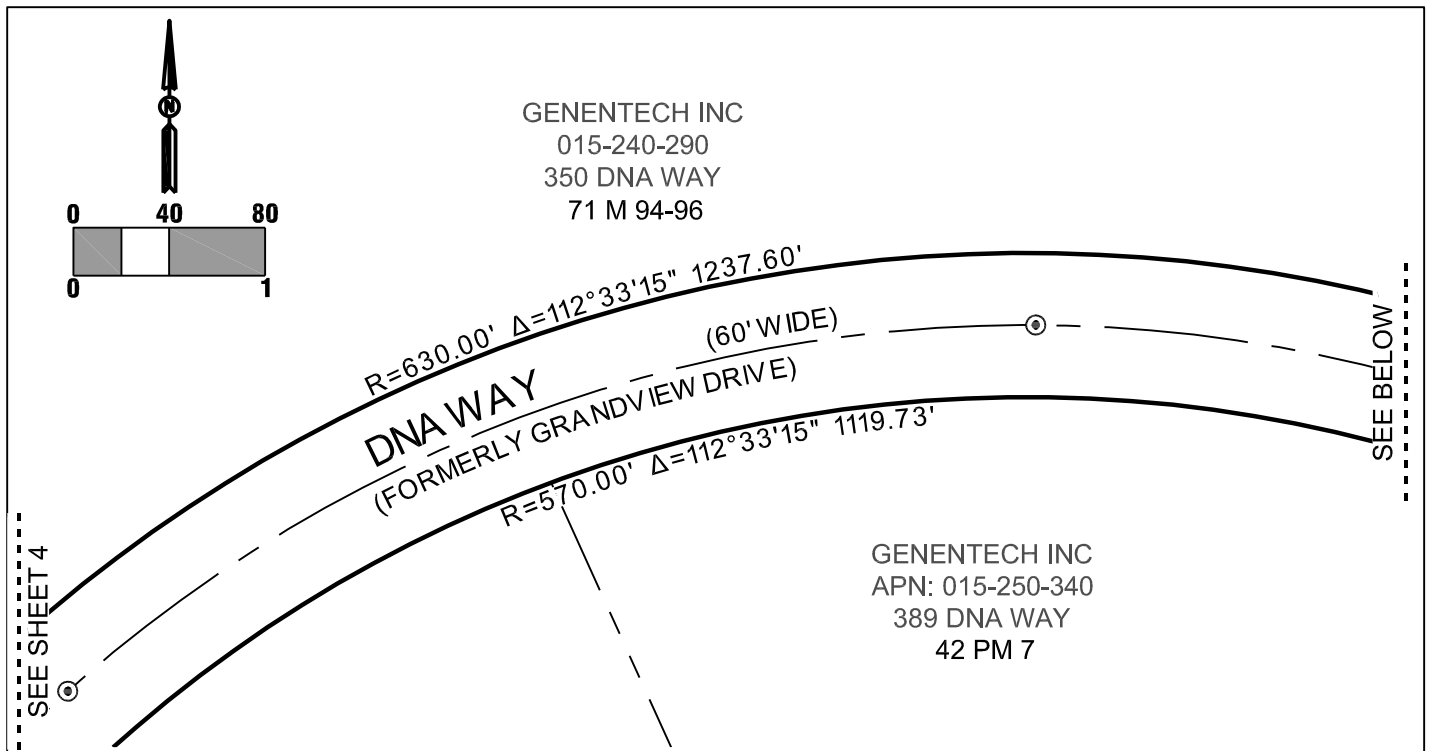 N
0 40 80
0 1
GENENTECH INC
015-240-290
350 DNA WAY
71 M 94-96
R=630.00' Δ=112°33'15" 1237.60'
(60' WIDE)
DNA WAY
(FORMERLY GRANDVIEW DRIVE)
R=570.00' Δ=112°33'15" 1119.73'
SEE BELOW
SEE SHEET 4
GENENTECH INC
APN: 015-250-340
389 DNA WAY
42 PM 7